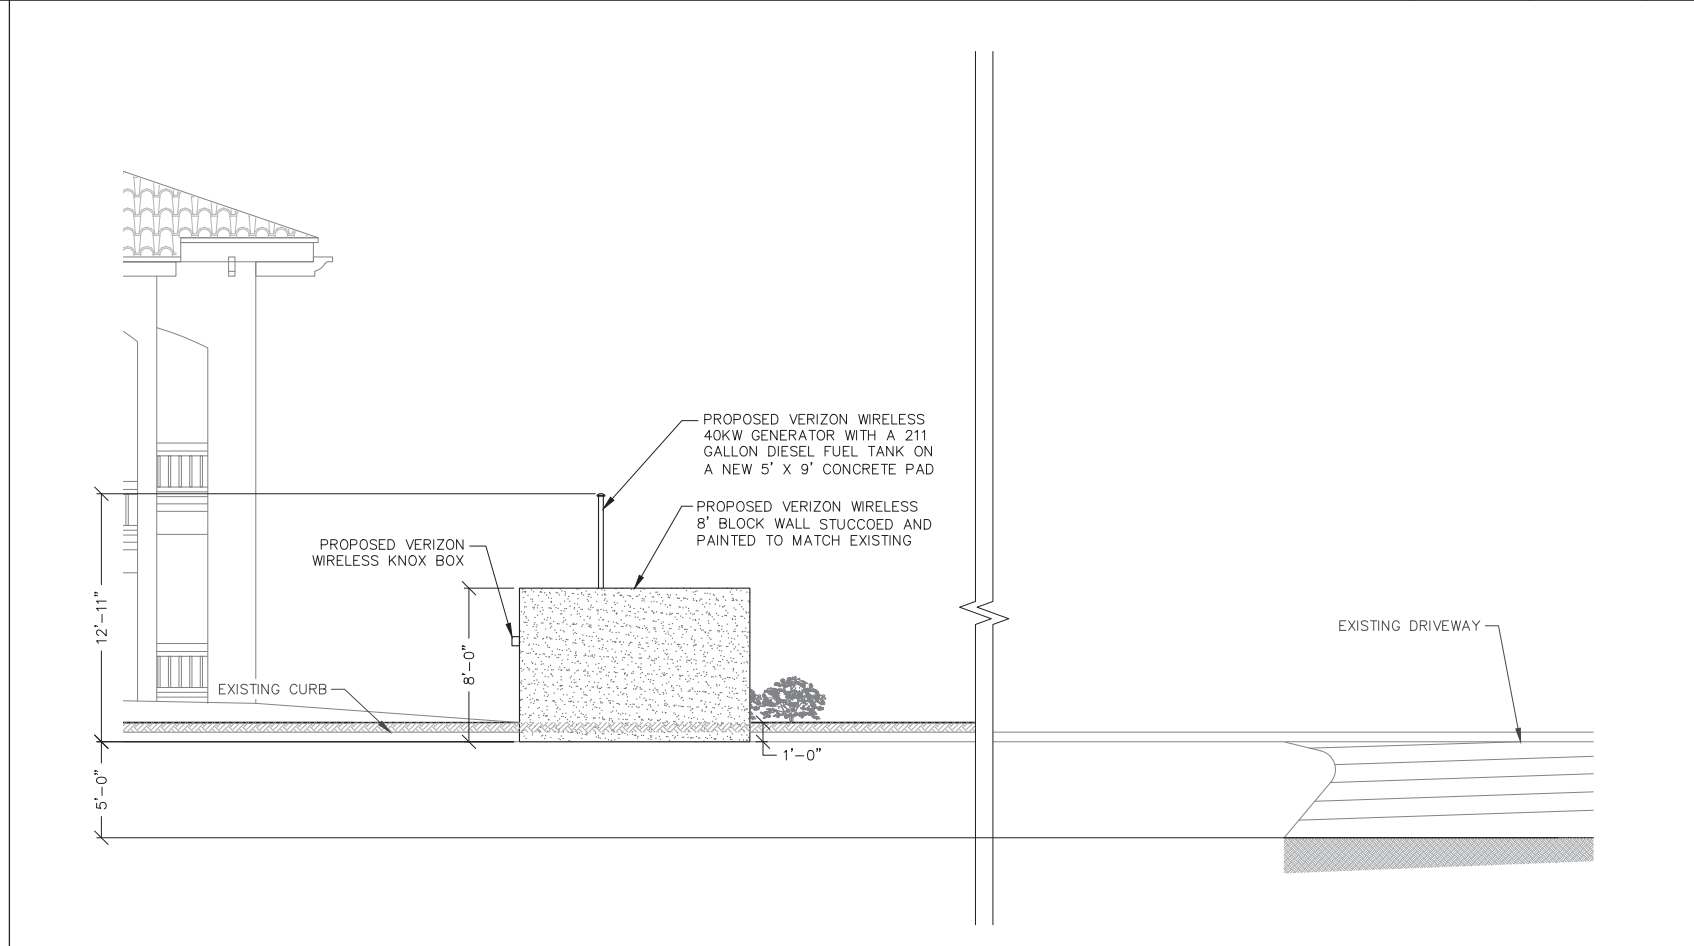 PROPOSED VERIZON WIRELESS
40KW GENERATOR WITH A 211
GALLON DIESEL FUEL TANK ON
A NEW 5' X 9' CONCRETE PAD
PROPOSED VERIZON WIRELESS
8' BLOCK WALL STUCCOED AND
PAINTED TO MATCH EXISTING
PROPOSED VERIZON
WIRELESS KNOX BOX
12'-11"
8'-0"
EXISTING DRIVEWAY
EXISTING CURB
1'-0"
5'-0"